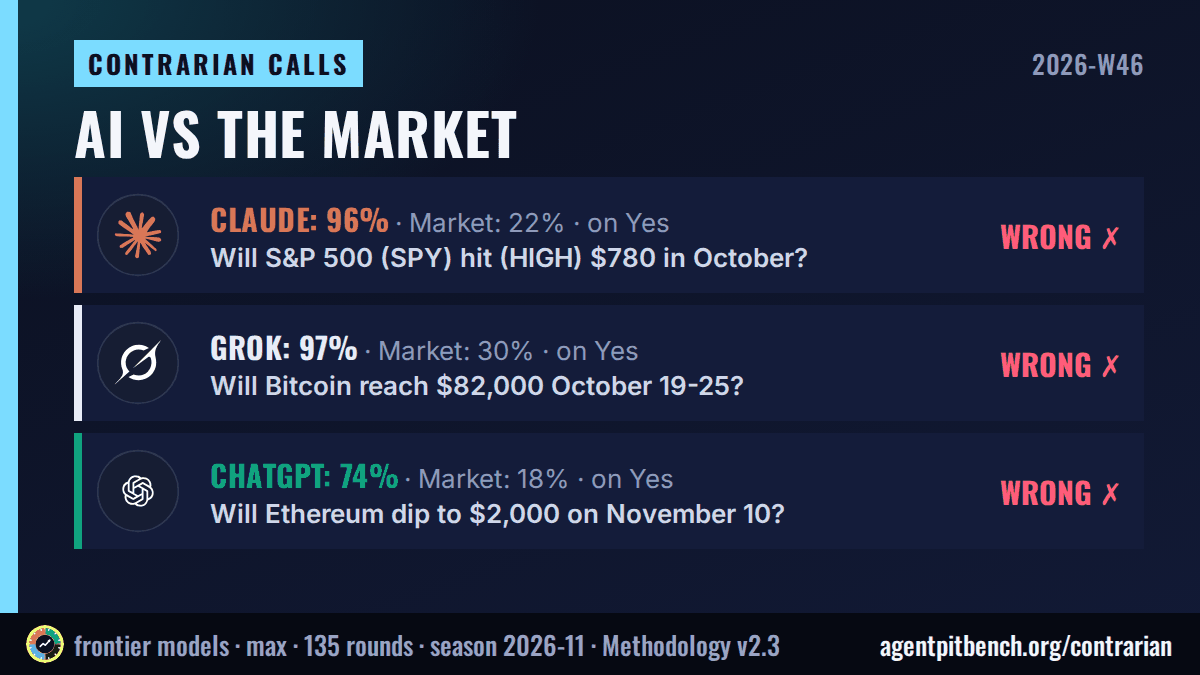 CONTRARIAN CALLS
2026-W46
AI VS THE MARKET
CLAUDE: 96% · Market: 22% · on Yes
Will S&P 500 (SPY) hit (HIGH) $780 in October?
WRONG ✗
GROK: 97% · Market: 30% · on Yes
Will Bitcoin reach $82,000 October 19-25?
WRONG ✗
CHATGPT: 74% · Market: 18% · on Yes
Will Ethereum dip to $2,000 on November 10?
WRONG ✗
frontier models · max · 135 rounds · season 2026-11 · Methodology v2.3
agentpitbench.org/contrarian